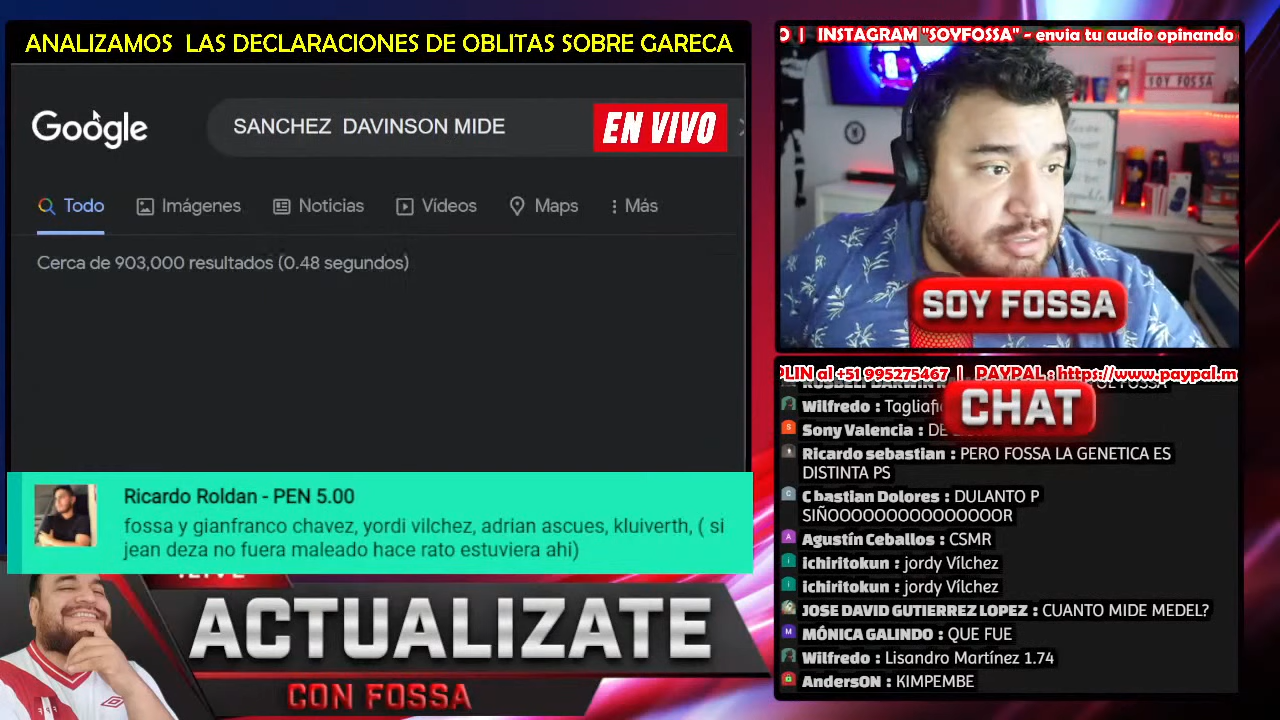 ANALIZAMOS LAS DECLARACIONES DE OBLITAS SOBRE GARECA
Google
SANCHEZ DAVINSON MIDE
EN VIVO
Todo
Imágenes
Noticias
Vídeos
Maps
Más
Cerca de 903,000 resultados (0.48 segundos)
Ricardo Roldan - PEN 5.00
fossa y gianfranco chavez, yordi vilchez, adrian ascues, kluiverth, ( si
jean deza no fuera maleado hace rato estuviera ahi)
ACTUALIZATE
CON FOSSA
| INSTAGRAM "SOYFOSSA" - envia tu audio opinando
SOY FOSSA
SOY FOSSA
al +51 995275467 | PAYPAL : https://www.paypal.m
CHAT
Wilfredo :
Sony Valencia :
Ricardo sebastian : PERO FOSSA LA GENETICA ES
DISTINTA PS
C bastian Dolores : DULANTO P
SIÑOOOOOOOOOOOOOOR
Agustín Ceballos : CSMR
ichiritokun : jordy Vílchez
ichiritokun : jordy Vílchez
JOSE DAVID GUTIERREZ LOPEZ : CUANTO MIDE MEDEL?
MÓNICA GALINDO : QUE FUE
Wilfredo : Lisandro Martínez 1.74
AndersON : KIMPEMBE